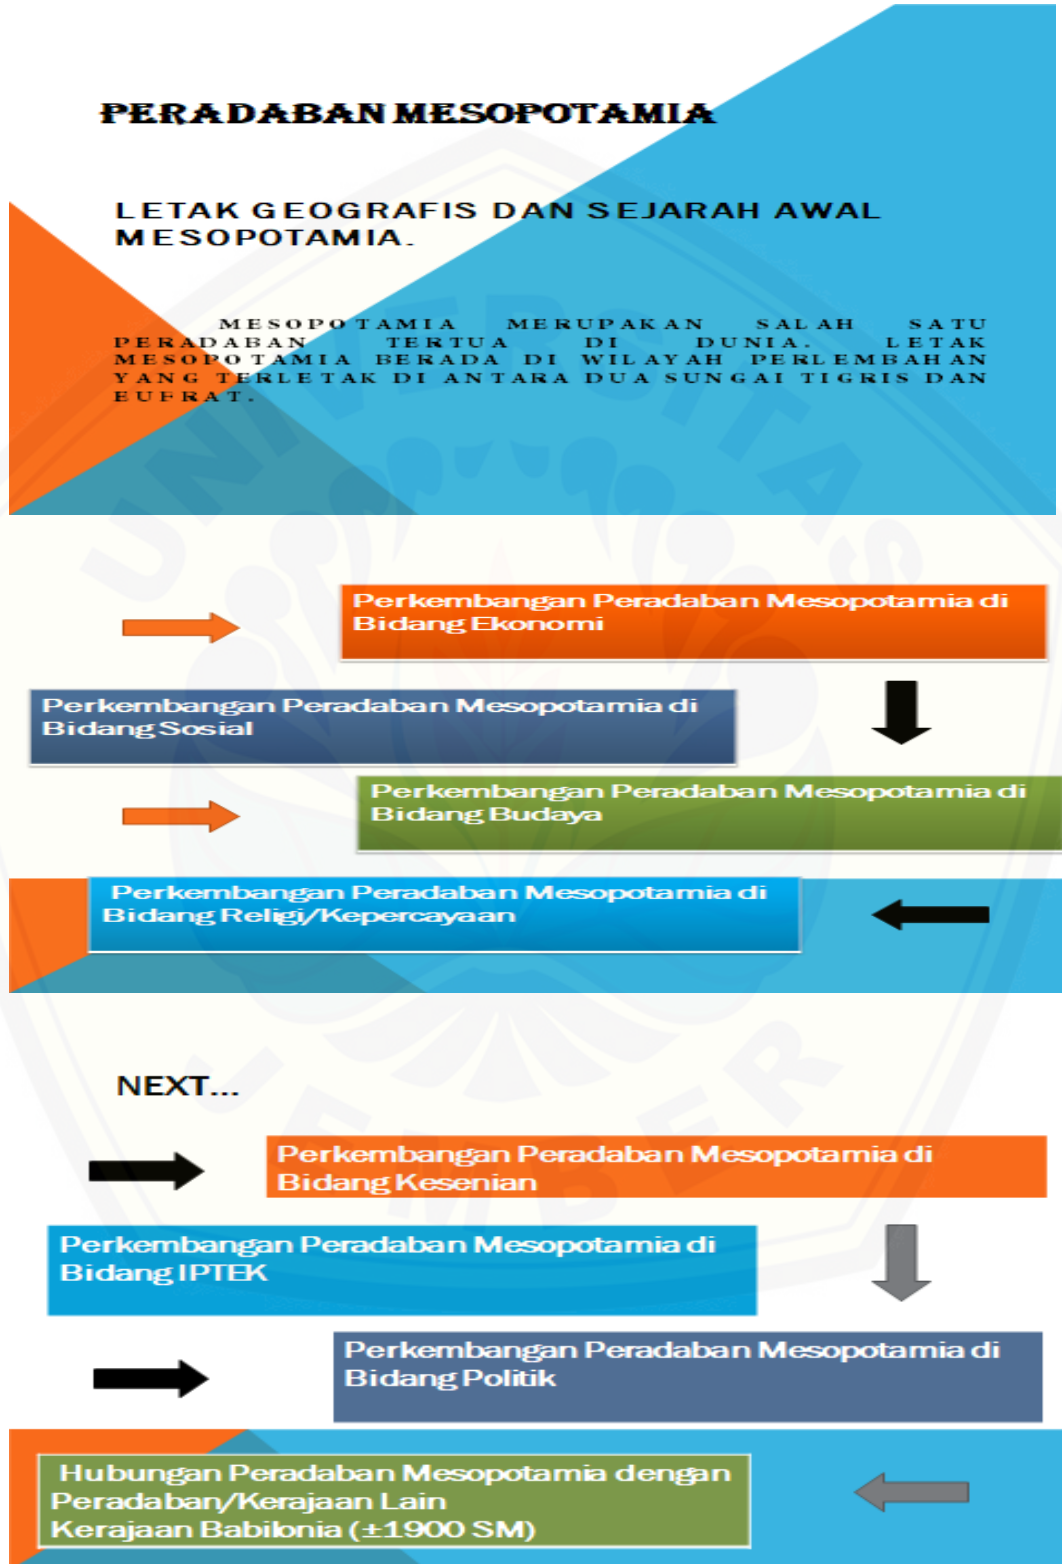 PERADABAN MESOPOTAMIA
LETAK GEOGRAFIS DAN SEJARAH AWAL
MESOPOTAMIA.
MESOPOTAMIA MERUPAKAN SALAH SATU
PERADABAN TERTUA DI DUNIA. LETAK
MESOPOTAMIA BERADA DI WILAYAH PERLEMBAHAN
YANG TERLETAK DI ANTARA DUA SUNGAI TIGRIS DAN
EUFRAT.
UNIVERSITAS
Perkembangan Peradaban Mesopotamia di
Bidang Ekonomi
Perkembangan Peradaban Mesopotamia di
Bidang Sosial
Perkembangan Peradaban Mesopotamia di
Bidang Budaya
Perkembangan Peradaban Mesopotamia di
Bidang Religi/Kepercayaan
NEXT...
JEMBER
Perkembangan Peradaban Mesopotamia di
Bidang Kesenian
Perkembangan Peradaban Mesopotamia di
Bidang IPTEK
Perkembangan Peradaban Mesopotamia di
Bidang Politik
Hubungan Peradaban Mesopotamia dengan
Peradaban/Kerajaan Lain
Kerajaan Babilonia (±1900 SM)